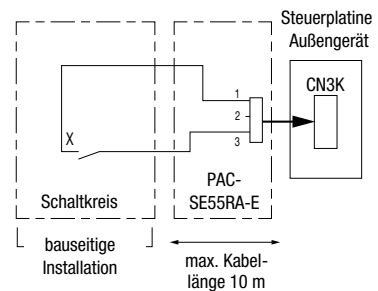 Steuerplatine
Außengerät
CN3K
1
2
3
X
PAC-
SE55RA-E
Schaltkreis
bauseitige
Installation
max. Kabel-
länge 10 m